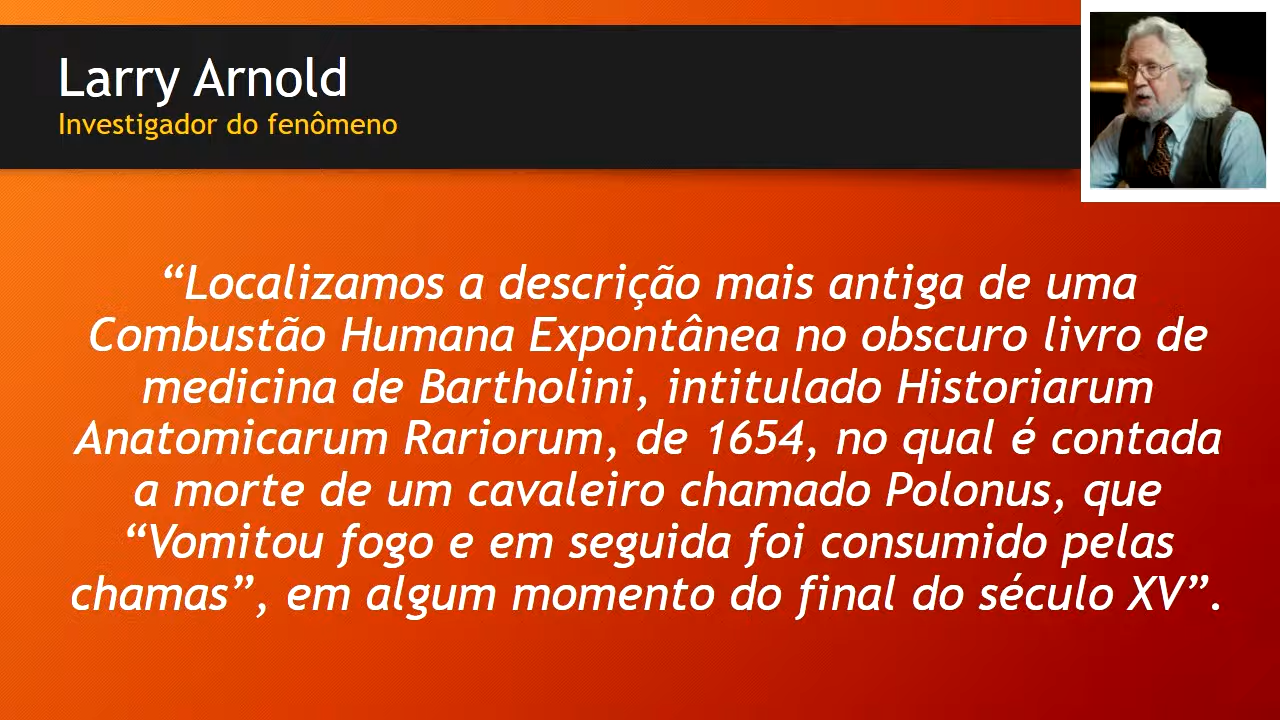 Larry Arnold
Investigador do fenômeno
“Localizamos a descrição mais antiga de uma
Combustão Humana Expontânea no obscuro livro de
medicina de Bartholini, intitulado Historiarum
Anatomicarum Rariorum, de 1654, no qual é contada
a morte de um cavaleiro chamado Polonus, que
“Vomitou fogo e em seguida foi consumido pelas
chamas”, em algum momento do final do século XV”.